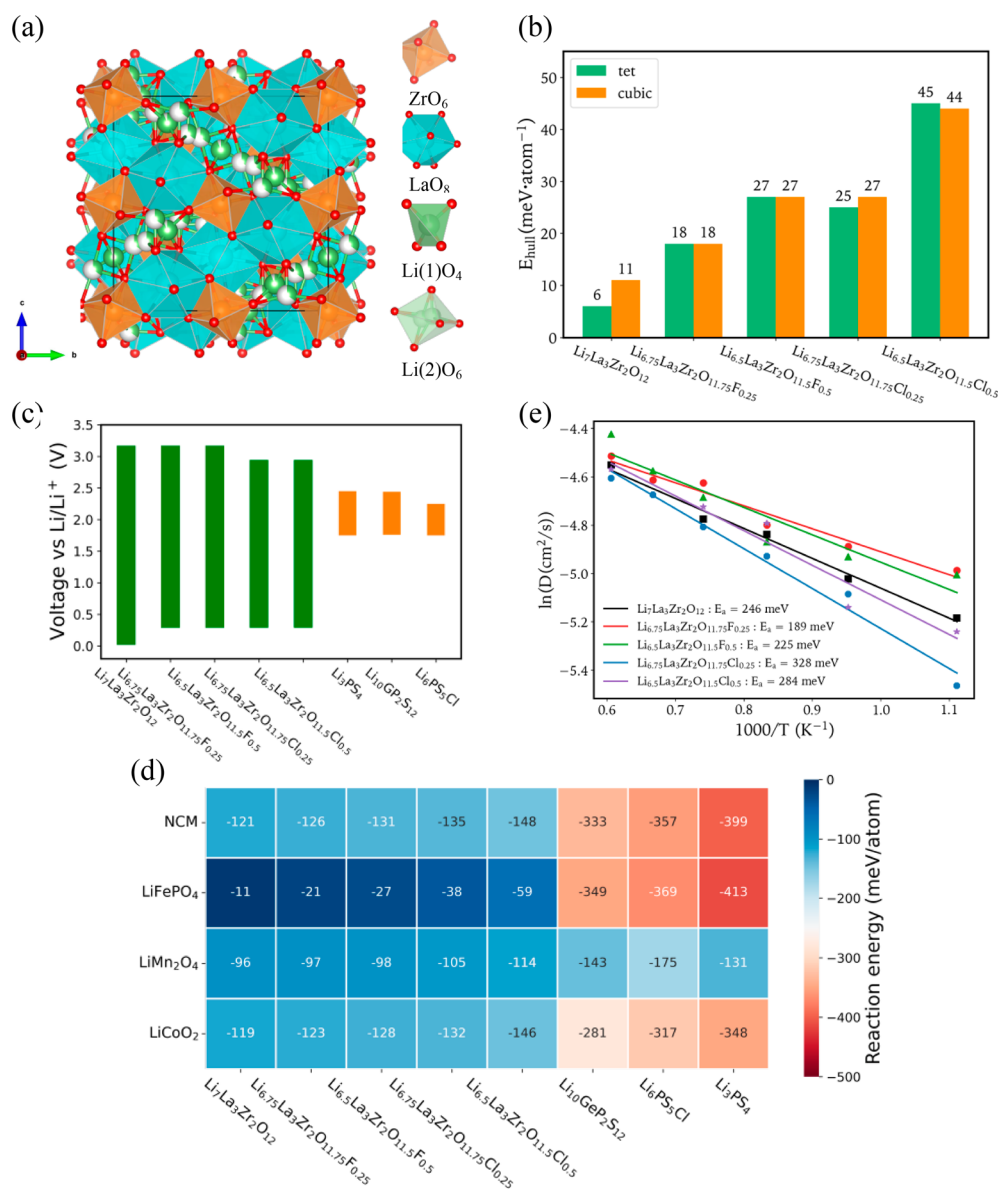 (a)
ZrO₆
LaO₈
Li(1)O₄
Li(2)O₆
c
b
(b)
E_hull(meV·atom⁻¹)
50
40
30
20
10
0
tet
cubic
6
11
18
18
27
27
25
27
45
44
Li₇La₃Zr₂O₁₂
Li₆.₇₅La₃Zr₂O₁₁.₇₅F₀.₂₅
Li₆.₅La₃Zr₂O₁₁.₅F₀.₅
Li₆.₇₅La₃Zr₂O₁₁.₇₅Cl₀.₂₅
Li₆.₅La₃Zr₂O₁₁.₅Cl₀.₅
(c)
Voltage vs Li/Li⁺ (V)
3.5
3.0
2.5
2.0
1.5
1.0
0.5
0.0
Li₇La₃Zr₂O₁₂
Li₆.₇₅La₃Zr₂O₁₁.₇₅F₀.₂₅
Li₆.₅La₃Zr₂O₁₁.₅F₀.₅
Li₆.₇₅La₃Zr₂O₁₁.₇₅Cl₀.₂₅
Li₆.₅La₃Zr₂O₁₁.₅Cl₀.₅
Li₃PS₄
Li₁₀GP₂S₁₂
Li₆PS₅Cl
(e)
ln(D(cm²/s))
−4.4
−4.6
−4.8
−5.0
−5.2
−5.4
Li₇La₃Zr₂O₁₂ : Eₐ = 246 meV
Li₆.₇₅La₃Zr₂O₁₁.₇₅F₀.₂₅ : Eₐ = 189 meV
Li₆.₅La₃Zr₂O₁₁.₅F₀.₅ : Eₐ = 225 meV
Li₆.₇₅La₃Zr₂O₁₁.₇₅Cl₀.₂₅ : Eₐ = 328 meV
Li₆.₅La₃Zr₂O₁₁.₅Cl₀.₅ : Eₐ = 284 meV
0.6 0.7 0.8 0.9 1.0 1.1
1000/T (K⁻¹)
(d)
NCM -121 -126 -131 -135 -148 -333 -357 -399
LiFePO₄ -11 -21 -27 -38 -59 -349 -369 -413
LiMn₂O₄ -96 -97 -98 -105 -114 -143 -175 -131
LiCoO₂ -119 -123 -128 -132 -146 -281 -317 -348
Li₇La₃Zr₂O₁₂
Li₆.₇₅La₃Zr₂O₁₁.₇₅F₀.₂₅
Li₆.₅La₃Zr₂O₁₁.₅F₀.₅
Li₆.₇₅La₃Zr₂O₁₁.₇₅Cl₀.₂₅
Li₆.₅La₃Zr₂O₁₁.₅Cl₀.₅
Li₁₀GeP₂S₁₂
Li₆PS₅Cl
Li₃PS₄
0
−100
−200
−300
−400
−500
Reaction energy (meV/atom)